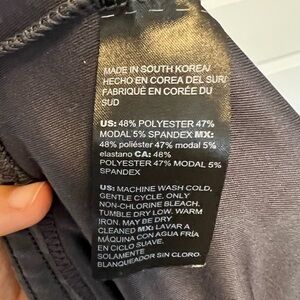 MADE IN SOUTH KOREA/
HECHO EN COREA DEL SUR/
FABRIQUÉ EN CORÉE DU
SUD
US: 48% POLYESTER 47%
MODAL 5% SPANDEX MX:
48% poliéster 47% modal 5%
elastano CA: 48%
POLYESTER 47% MODAL 5%
SPANDEX
US: MACHINE WASH COLD,
GENTLE CYCLE. ONLY
NON-CHLORINE BLEACH.
TUMBLE DRY LOW. WARM
IRON. MAY BE DRY
CLEANED MX: LAVAR A
MÁQUINA CON AGUA FRÍA
EN CICLO SUAVE.
SOLAMENTE
BLANQUEADOR SIN CLORO.